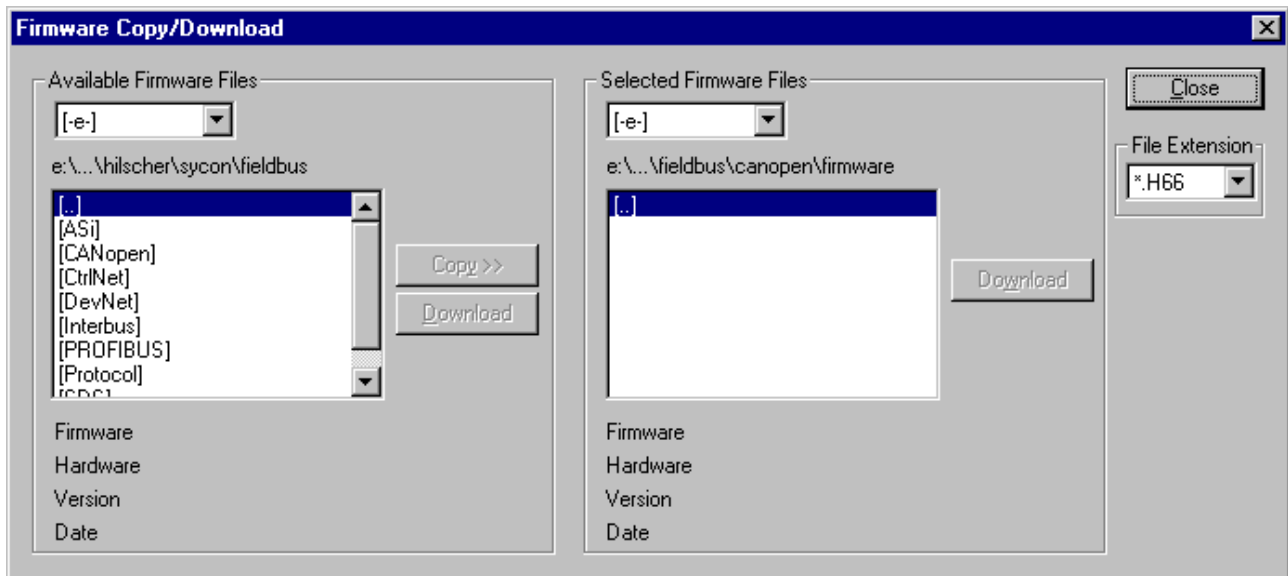 Firmware Copy/Download
Available Firmware Files
[-e-]
e:\...\hilscher\sycon\fieldbus
[..]
[ASi]
[CANopen]
[CtrlNet]
[DevNet]
[Interbus]
[PROFIBUS]
[Protocol]
Copy >>
Download
Firmware
Hardware
Version
Date
Selected Firmware Files
[-e-]
e:\...\fieldbus\canopen\firmware
[..]
Download
Firmware
Hardware
Version
Date
Close
File Extension
*.H66